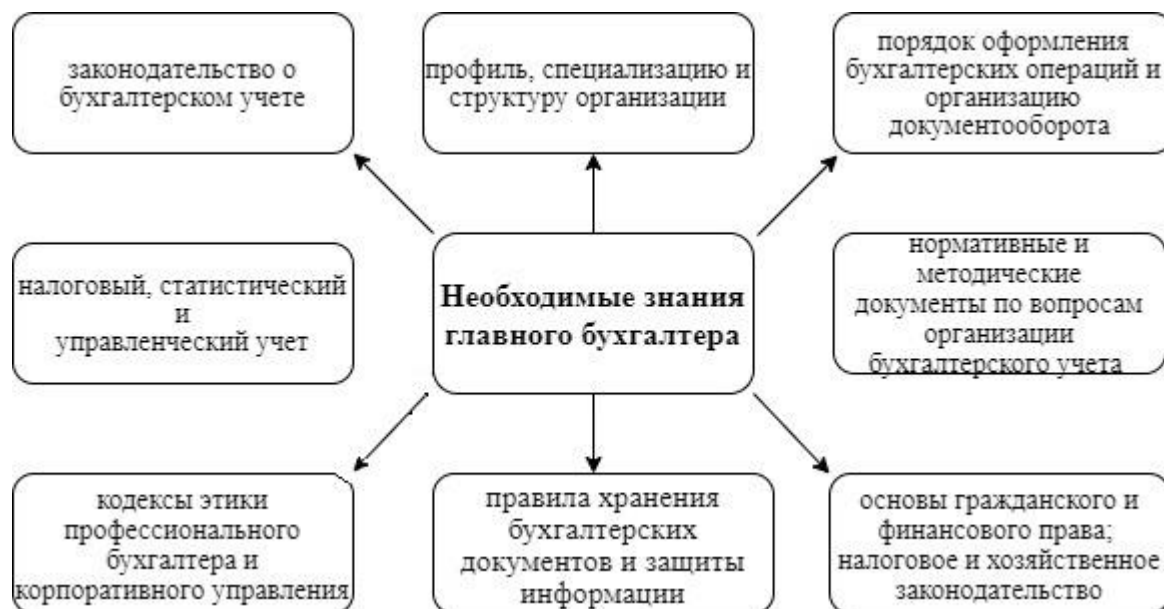 законодательство о
бухгалтерском учете
профиль, специализацию и
структуру организации
порядок оформления
бухгалтерских операций и
организацию
документооборота
налоговый, статистический
и
управленческий учет
Необходимые знания
главного бухгалтера
нормативные и
методические
документы по вопросам
организации
бухгалтерского учета
кодексы этики
профессионального
бухгалтера и
корпоративного управления
правила хранения
бухгалтерских
документов и защиты
информации
основы гражданского и
финансового права;
налоговое и хозяйственное
законодательство